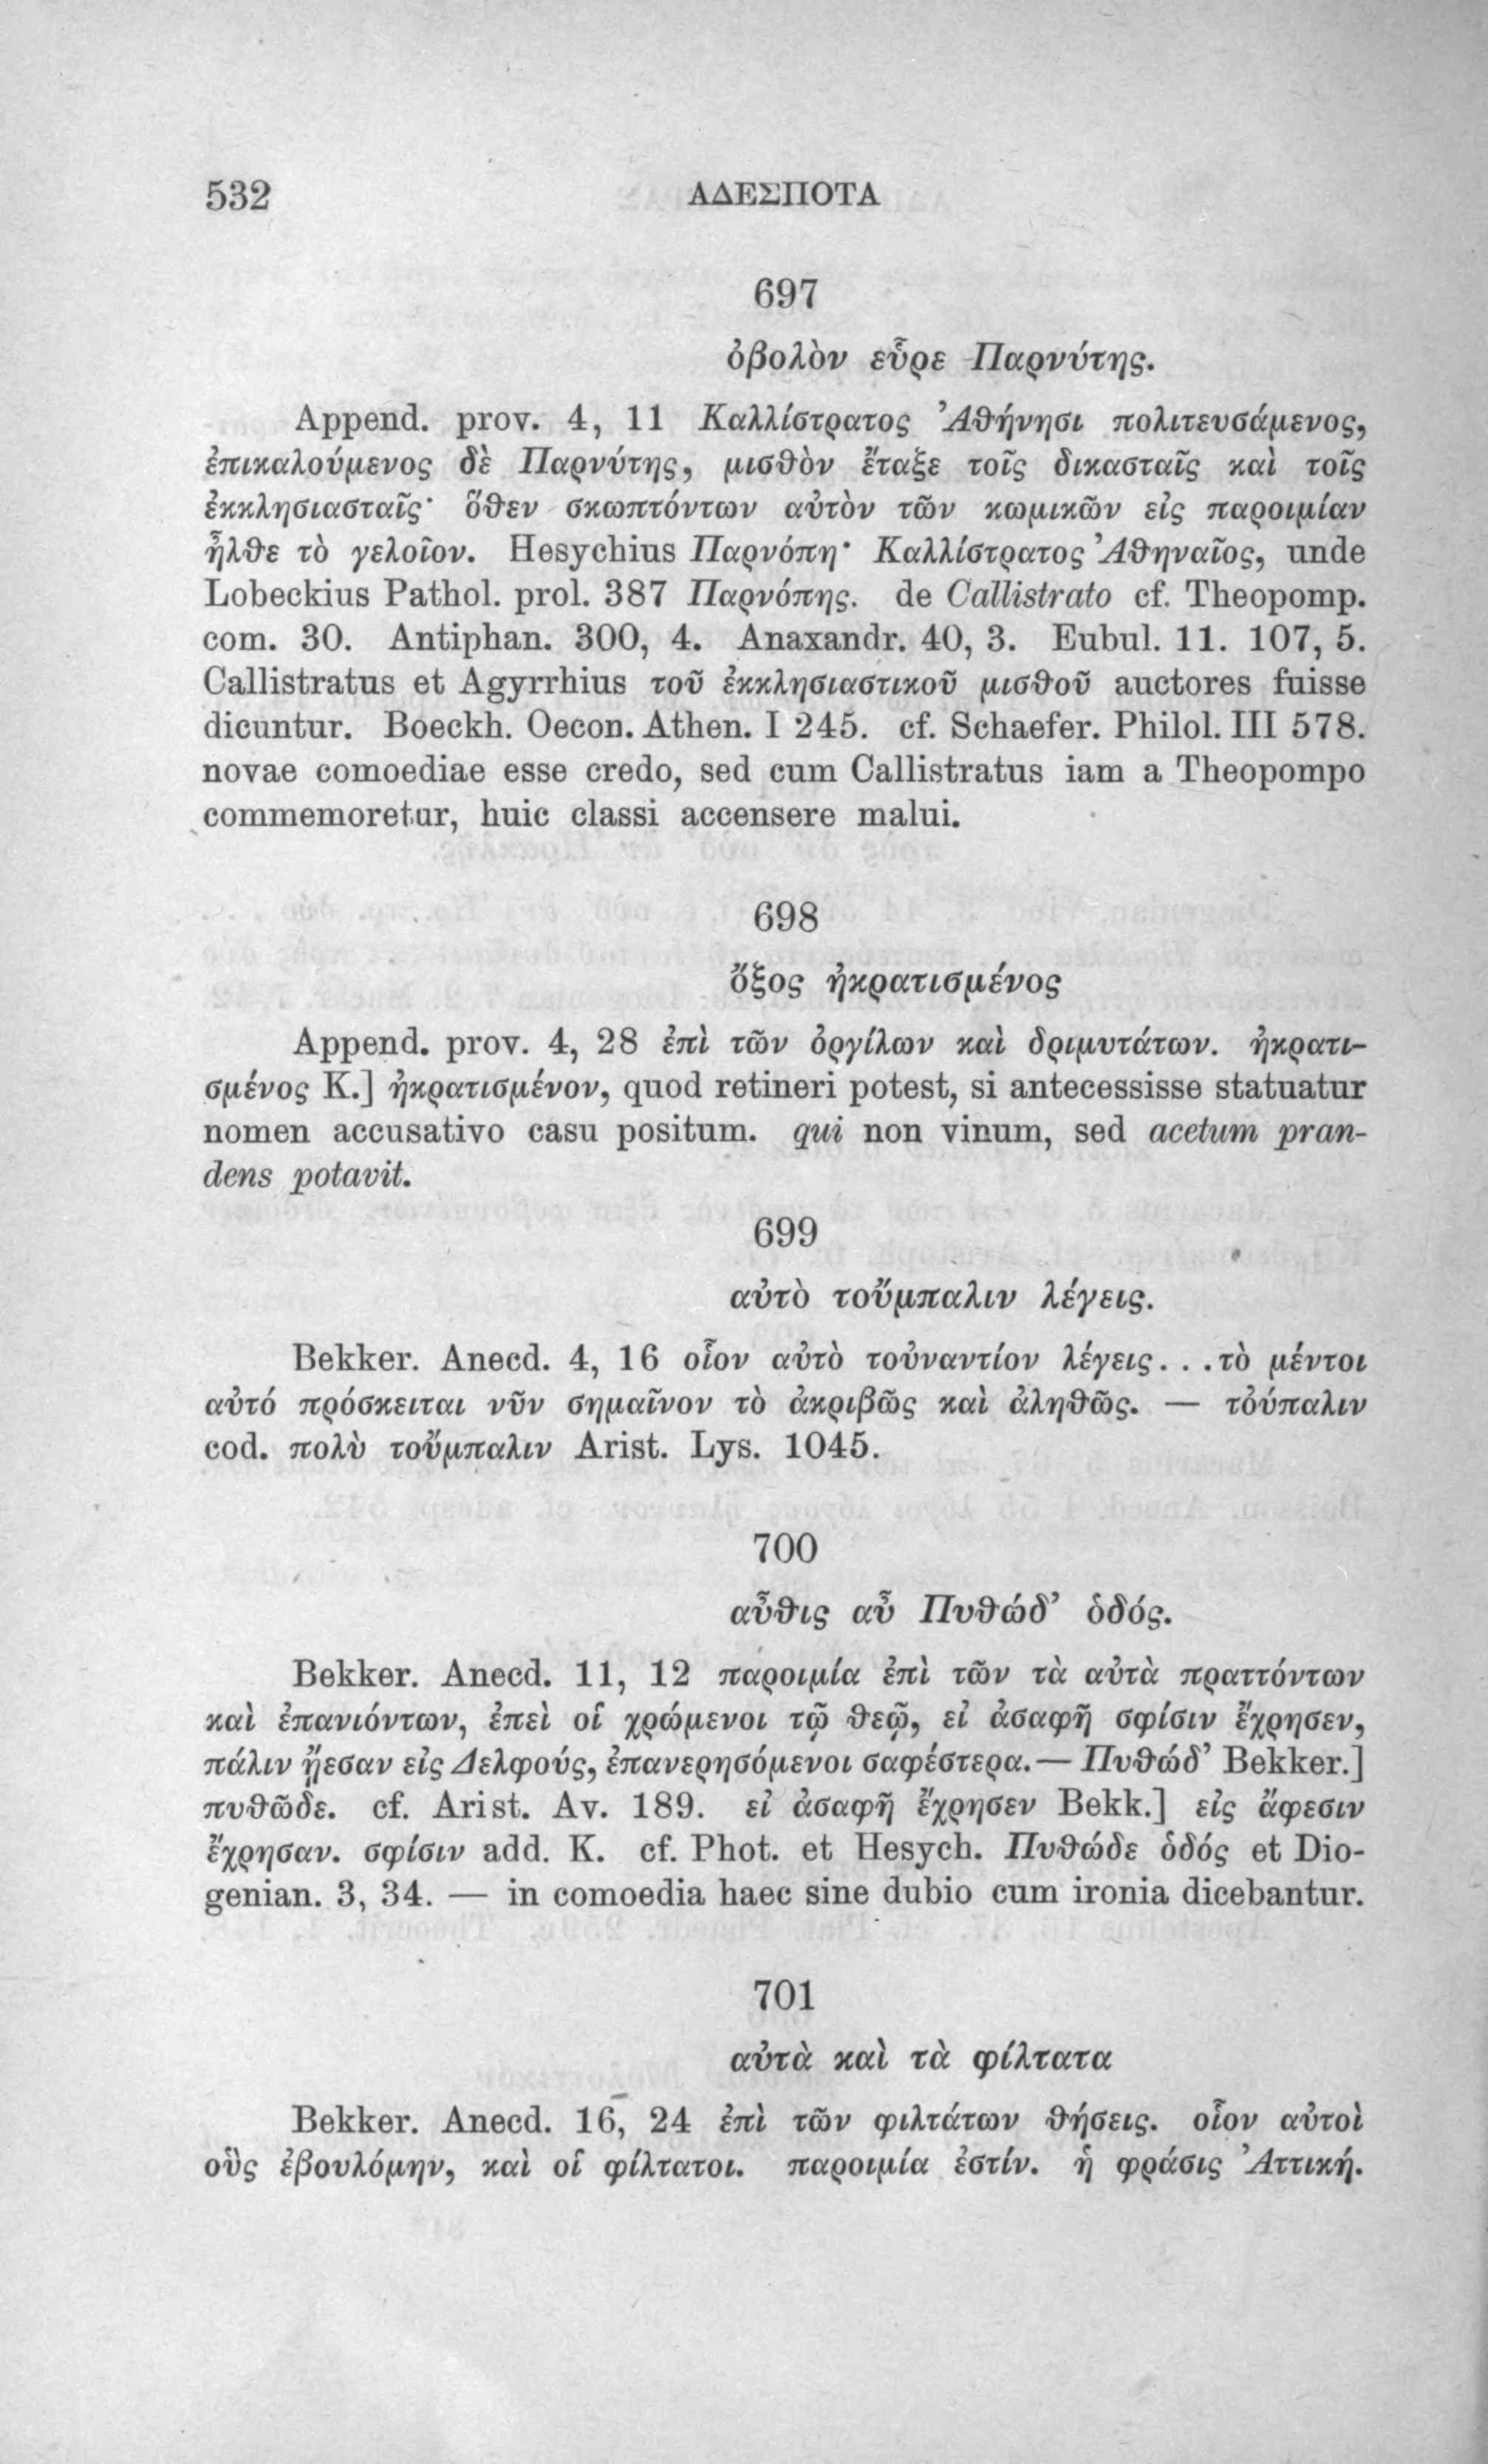 532 ΑΔΕΣΠΟΤΑ
697
ὀβολὸν εὗρε Παρνύτης.
Append. prov. 4, 11 Καλλίστρατος Ἀθήνησι πολιτευσάμενος,
ἐπικαλούμενος δὲ Παρνύτης, μισθὸν ἔταξε τοῖς δικασταῖς καὶ τοῖς
ἐκκλησιασταῖς· ὅθεν σκωπτόντων αὐτὸν τῶν κωμικῶν εἰς παροιμίαν
ἦλθε τὸ γελοῖον. Hesychius Παρνόπη· Καλλίστρατος Ἀθηναῖος, unde
Lobeckius Pathol. prol. 387 Παρνόπης. de Callistrato cf. Theopomp.
com. 30. Antiphan. 300, 4. Anaxandr. 40, 3. Eubul. 11. 107, 5.
Callistratus et Agyrrhius τοῦ ἐκκλησιαστικοῦ μισθοῦ auctores fuisse
dicuntur. Boeckh. Oecon. Athen. I 245. cf. Schaefer. Philol. III 578.
novae comoediae esse credo, sed cum Callistratus iam a Theopompo
commemoretur, huic classi accensere malui.
698
ὄξος ἠκρατισμένος
Append. prov. 4, 28 ἐπὶ τῶν ὀργίλων καὶ δριμυτάτων. ἠκρατι-
σμένος K.] ἠκρατισμένον, quod retineri potest, si antecessisse statuatur
nomen accusativo casu positum. qui non vinum, sed acetum pran-
dens potavit.
699
αὐτὸ τοὔμπαλιν λέγεις.
Bekker. Anecd. 4, 16 οἷον αὐτὸ τοὐναντίον λέγεις...τὸ μέντοι
αὐτό πρόσκειται νῦν σημαῖνον τὸ ἀκριβῶς καὶ ἀληθῶς. — τὀύπαλιν
cod. πολὺ τοὔμπαλιν Arist. Lys. 1045.
700
αὖθις αὖ Πυθώδ’ ὁδός.
Bekker. Anecd. 11, 12 παροιμία ἐπὶ τῶν τὰ αὐτὰ πραττόντων
καὶ ἐπανιόντων, ἐπεὶ οἱ χρώμενοι τῷ θεῷ, εἰ ἀσαφῆ σφίσιν ἔχρησεν,
πάλιν ᾔεσαν εἰς Δελφούς, ἐπανερησόμενοι σαφέστερα.— Πυθώδ’ Bekker.]
πυθῶδε. cf. Arist. Av. 189. εἰ ἀσαφῆ ἔχρησεν Bekk.] εἰς ἄφεσιν
ἔχρησαν. σφίσιν add. K. cf. Phot. et Hesych. Πυθώδε ὁδός et Dio-
genian. 3, 34. — in comoedia haec sine dubio cum ironia dicebantur.
701
αὐτὰ καὶ τὰ φίλτατα
Bekker. Anecd. 16, 24 ἐπὶ τῶν φιλτάτων θήσεις. οἷον αὐτοὶ
οὓς ἐβουλόμην, καὶ οἱ φίλτατοι. παροιμία ἐστίν. ἡ φράσις Ἀττική.